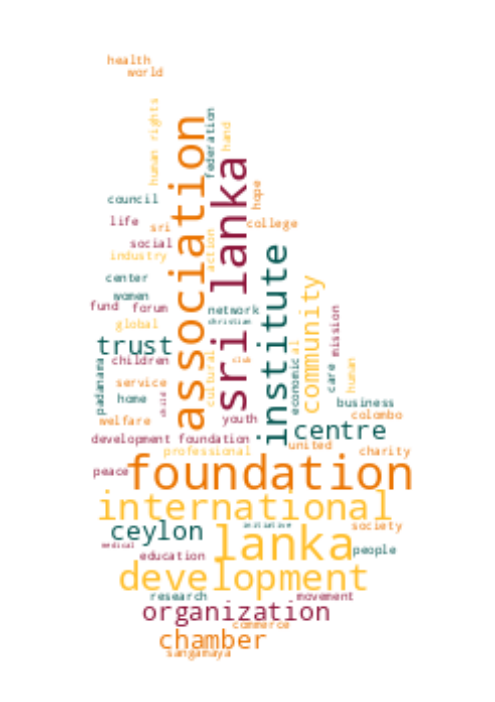 health
world
human rights
association
federation
hand
sri lanka
hope
council
life
sri
college
social
action
industry
institute
center
community
women
fund
forum
network
mission
christian
global
trust
al
children
club
economic
care
human
padanama
cultural
service
child
home
business
youth
colombo
welfare
centre
development foundation
united
professional
charity
peace
foundation
international
ceylon
initiative
society
lanka
medical
people
education
development
research
movement
organization
commerce
chamber
sangamaya